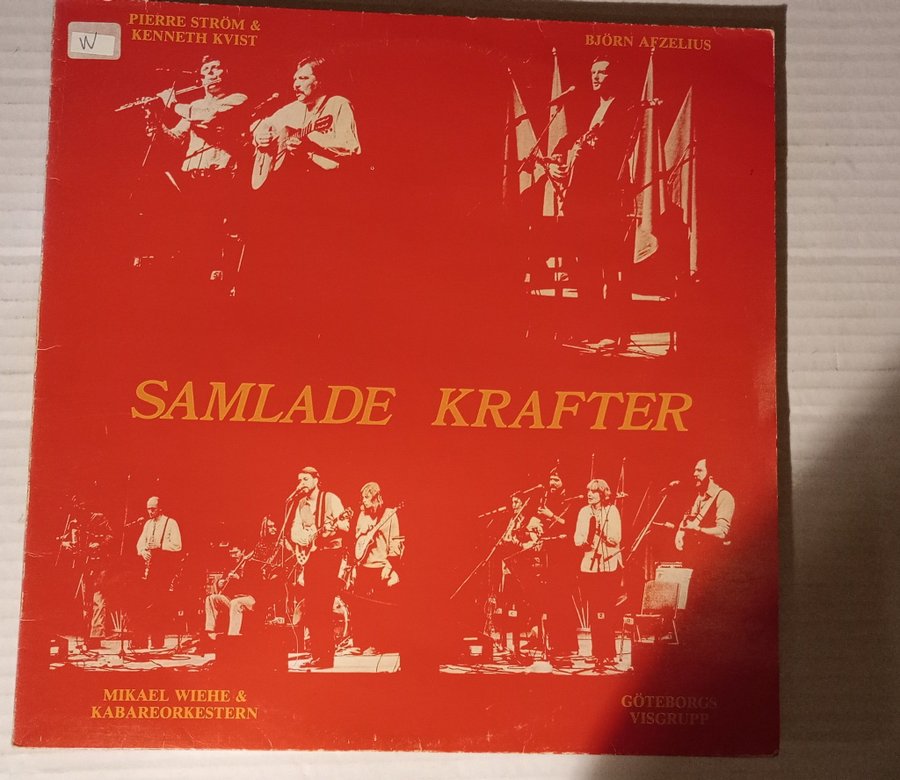 W
PIERRE STRÖM &
KENNETH KVIST
BJÖRN AFZELIUS
SAMLADE KRAFTER
MIKAEL WIEHE &
KABAREORKESTERN
GÖTEBORGS
VISGRUPP